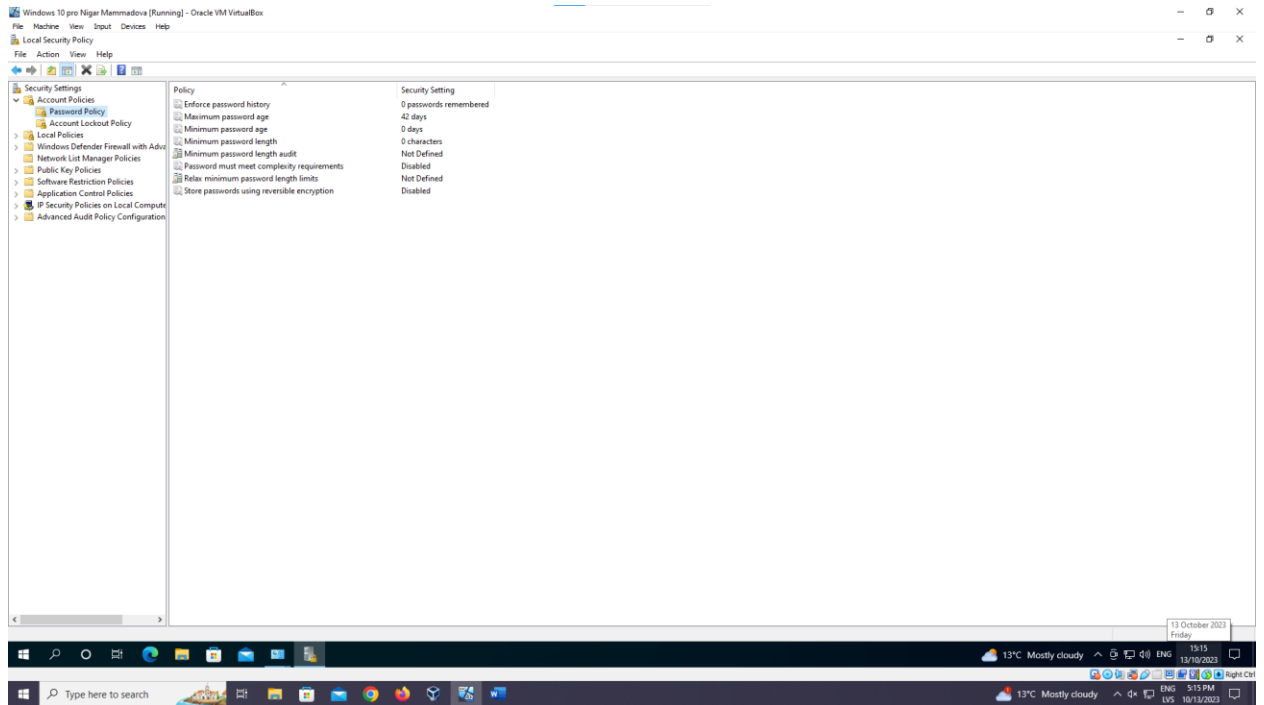 Windows 10 pro Nigar Mammadova [Running] - Oracle VM VirtualBox
File Machine View Input Devices Help
Local Security Policy
File Action View Help
Security Settings
Account Policies
Password Policy
Account Lockout Policy
Local Policies
Windows Defender Firewall with Adva
Network List Manager Policies
Public Key Policies
Software Restriction Policies
Application Control Policies
IP Security Policies on Local Compute
Advanced Audit Policy Configuration
Policy Security Setting
Enforce password history 0 passwords remembered
Maximum password age 42 days
Minimum password age 0 days
Minimum password length 0 characters
Minimum password length audit Not Defined
Password must meet complexity requirements Disabled
Relax minimum password length limits Not Defined
Store passwords using reversible encryption Disabled
13 October 2023
Friday
13°C Mostly cloudy ENG 15:15
13/10/2023
Right Ctrl
Type here to search
13°C Mostly cloudy ENG 5:15 PM
LVS 10/13/2023